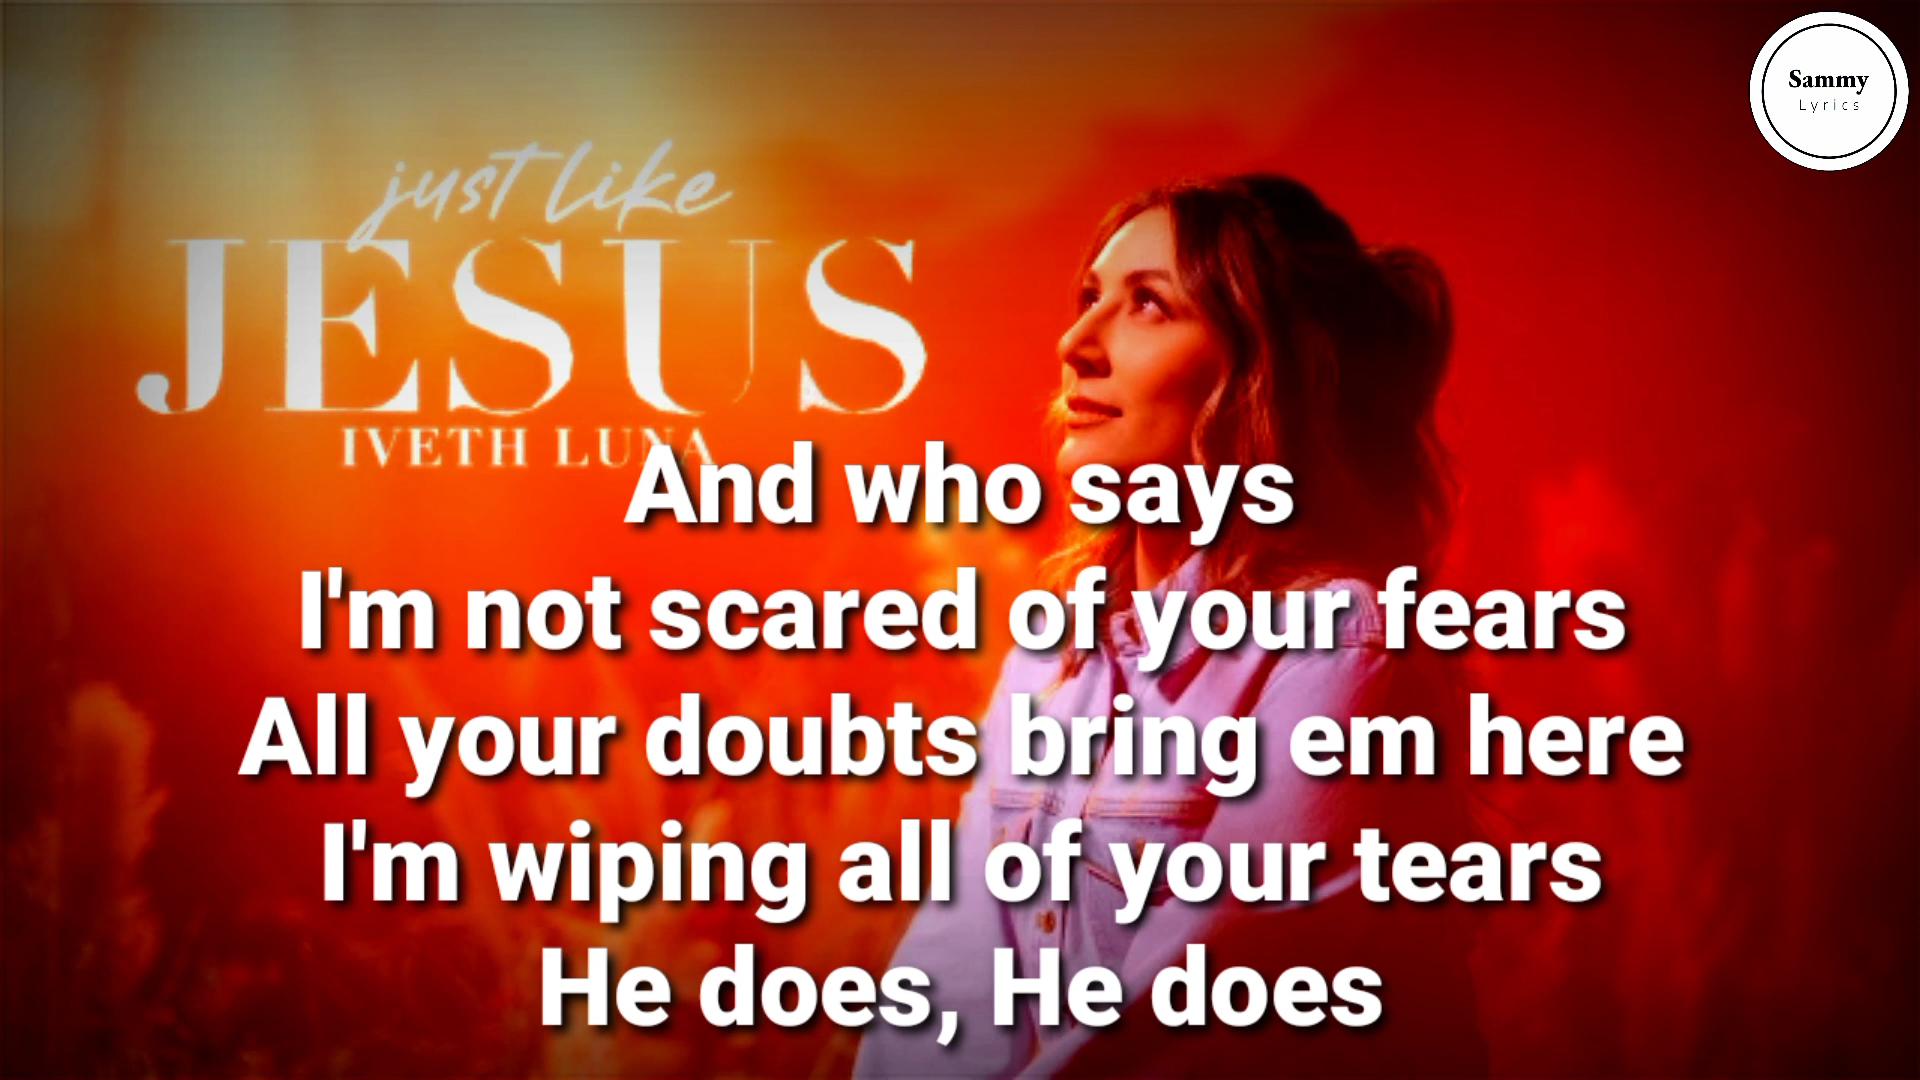 Sammy
Lyrics
just like
JESUS
IVETH LUNA
And who says
I'm not scared of your fears
All your doubts bring em here
I'm wiping all of your tears
He does, He does